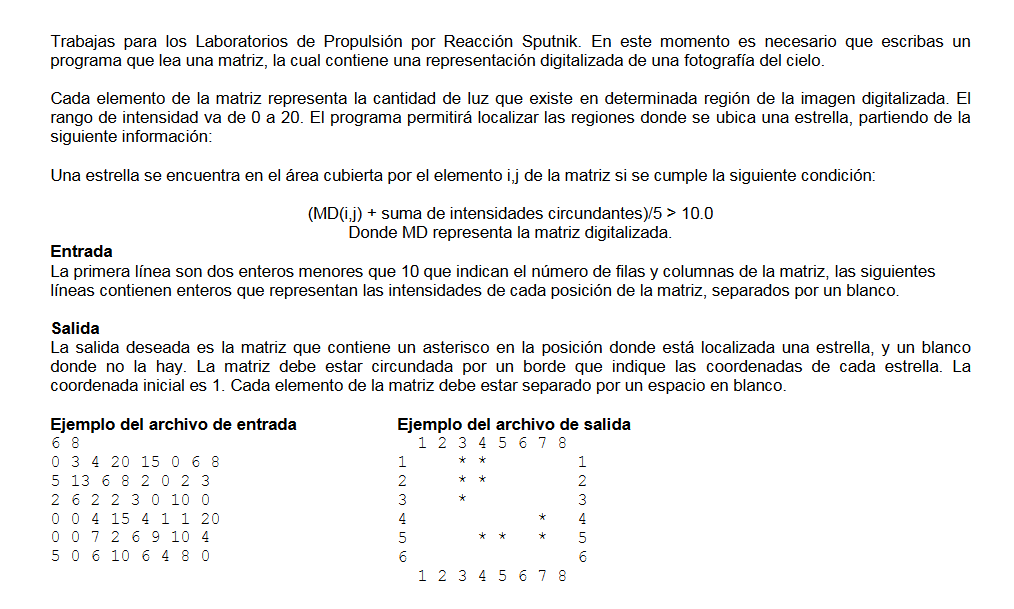 Trabajas para los Laboratorios de Propulsión por Reacción Sputnik. En este momento es necesario que escribas un
programa que lea una matriz, la cual contiene una representación digitalizada de una fotografía del cielo.
Cada elemento de la matriz representa la cantidad de luz que existe en determinada región de la imagen digitalizada. El
rango de intensidad va de 0 a 20. El programa permitirá localizar las regiones donde se ubica una estrella, partiendo de la
siguiente información:
Una estrella se encuentra en el área cubierta por el elemento i,j de la matriz si se cumple la siguiente condición:
(MD(i,j) + suma de intensidades circundantes)/5 > 10.0
Donde MD representa la matriz digitalizada.
Entrada
La primera línea son dos enteros menores que 10 que indican el número de filas y columnas de la matriz, las siguientes
líneas contienen enteros que representan las intensidades de cada posición de la matriz, separados por un blanco.
Salida
La salida deseada es la matriz que contiene un asterisco en la posición donde está localizada una estrella, y un blanco
donde no la hay. La matriz debe estar circundada por un borde que indique las coordenadas de cada estrella. La
coordenada inicial es 1. Cada elemento de la matriz debe estar separado por un espacio en blanco.
Ejemplo del archivo de entrada
6 8
0 3 4 20 15 0 6 8
5 13 6 8 2 0 2 3
2 6 2 2 3 0 10 0
0 0 4 15 4 1 1 20
0 0 7 2 6 9 10 4
5 0 6 10 6 4 8 0
Ejemplo del archivo de salida
  1 2 3 4 5 6 7 8
1     * *         1
2     * *         2
3     *           3
4             *   4
5       * *   *   5
6                 6
  1 2 3 4 5 6 7 8